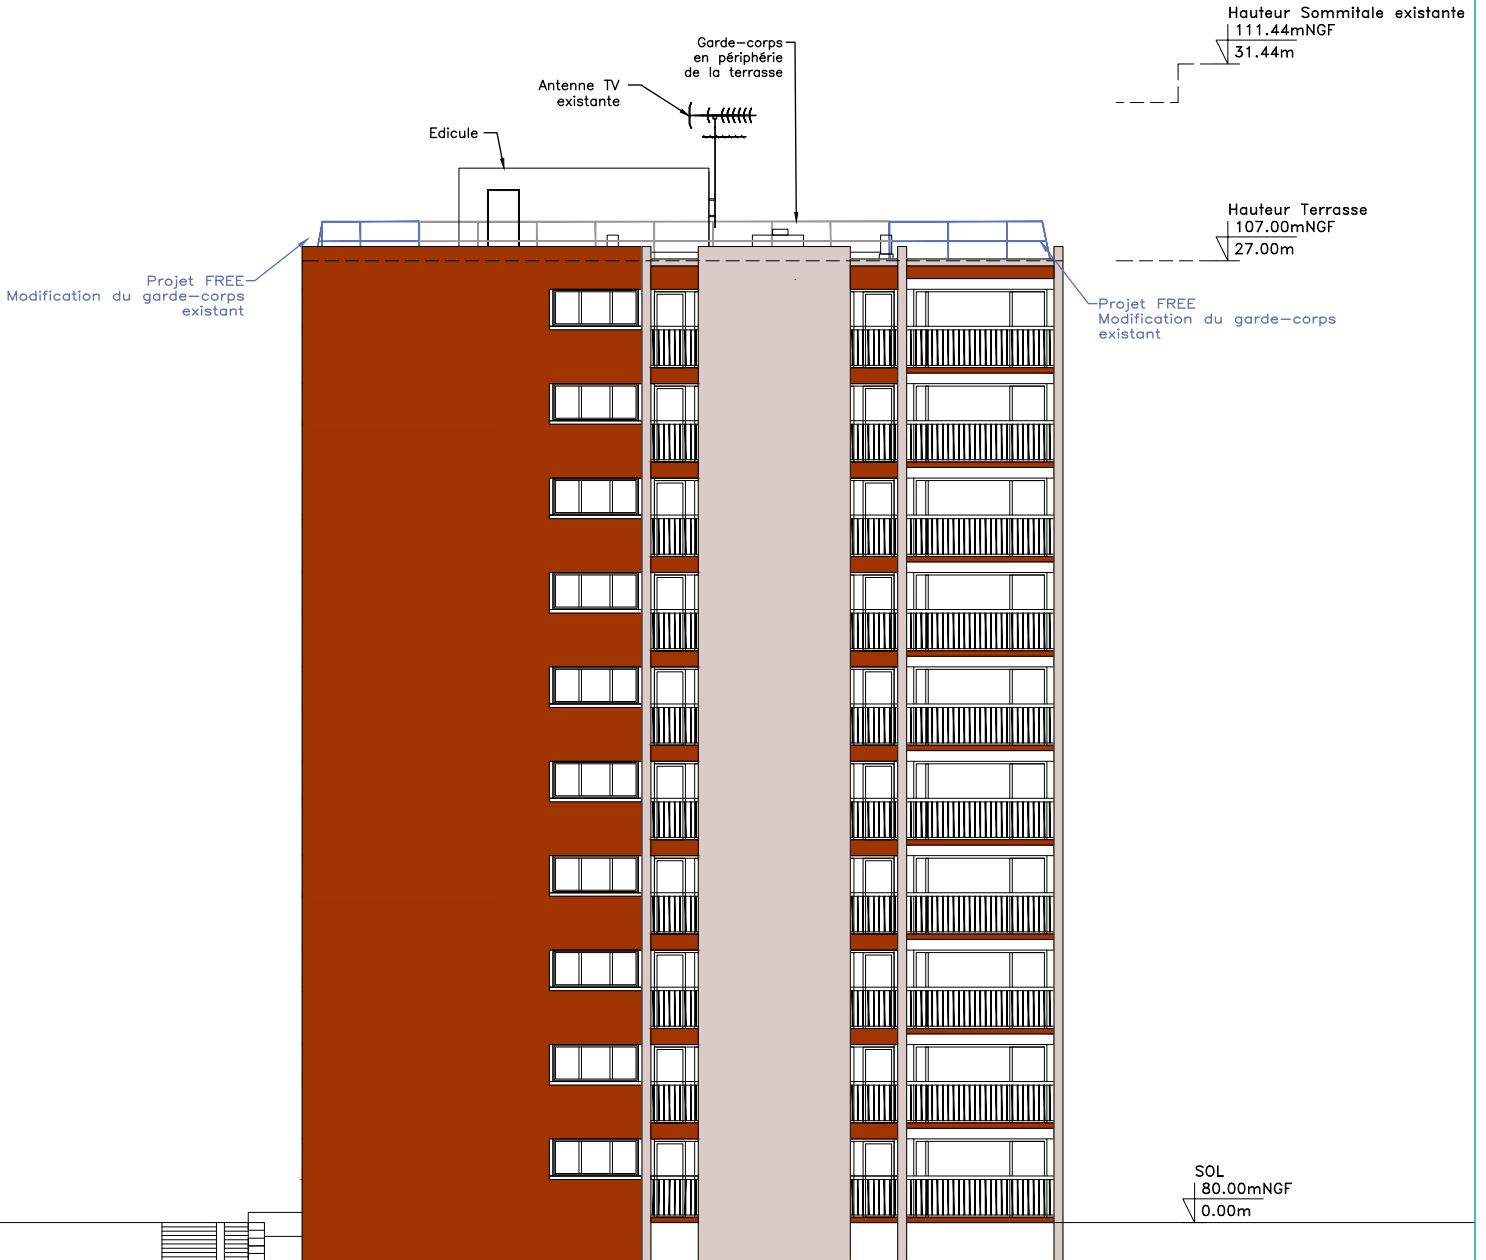 Hauteur Sommitale existante
111.44mNGF
31.44m
Garde-corps
en périphérie
de la terrasse
Antenne TV
existante
Edicule
Hauteur Terrasse
107.00mNGF
27.00m
Projet FREE
Modification du garde-corps
existant
Projet FREE
Modification du garde-corps
existant
SOL
80.00mNGF
0.00m